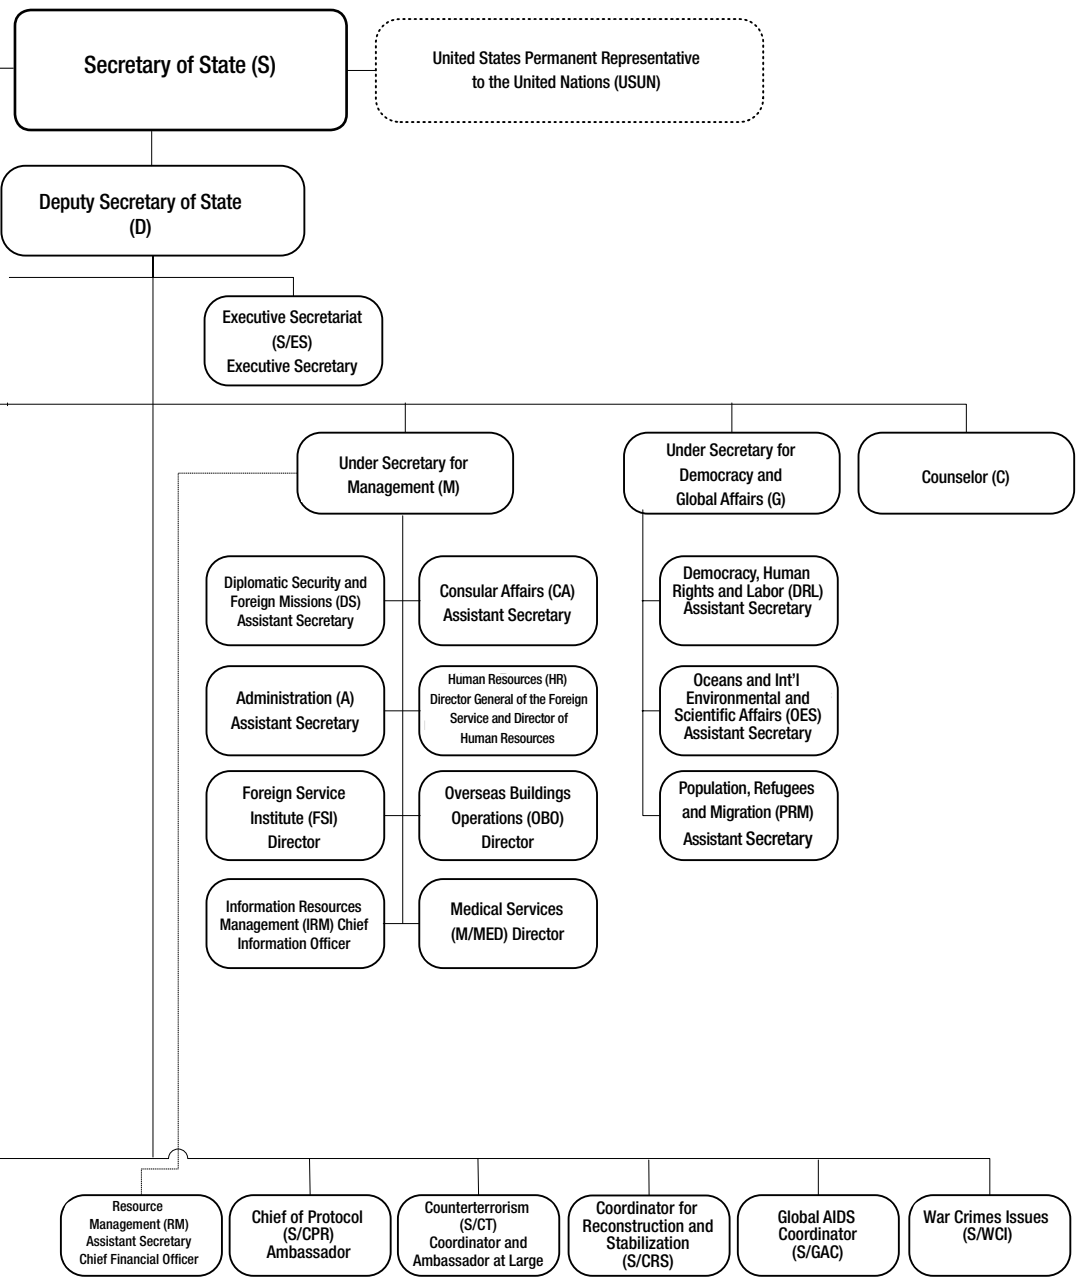 Secretary of State (S)
United States Permanent Representative
to the United Nations (USUN)
Deputy Secretary of State
(D)
Executive Secretariat
(S/ES)
Executive Secretary
Under Secretary for
Management (M)
Under Secretary for
Democracy and
Global Affairs (G)
Counselor (C)
Diplomatic Security and
Foreign Missions (DS)
Assistant Secretary
Consular Affairs (CA)
Assistant Secretary
Democracy, Human
Rights and Labor (DRL)
Assistant Secretary
Administration (A)
Assistant Secretary
Human Resources (HR)
Director General of the Foreign
Service and Director of
Human Resources
Oceans and Int'l
Environmental and
Scientific Affairs (OES)
Assistant Secretary
Foreign Service
Institute (FSI)
Director
Overseas Buildings
Operations (OBO)
Director
Population, Refugees
and Migration (PRM)
Assistant Secretary
Information Resources
Management (IRM) Chief
Information Officer
Medical Services
(M/MED) Director
Resource
Management (RM)
Assistant Secretary
Chief Financial Officer
Chief of Protocol
(S/CPR)
Ambassador
Counterterrorism
(S/CT)
Coordinator and
Ambassador at Large
Coordinator for
Reconstruction and
Stabilization
(S/CRS)
Global AIDS
Coordinator
(S/GAC)
War Crimes Issues
(S/WCI)